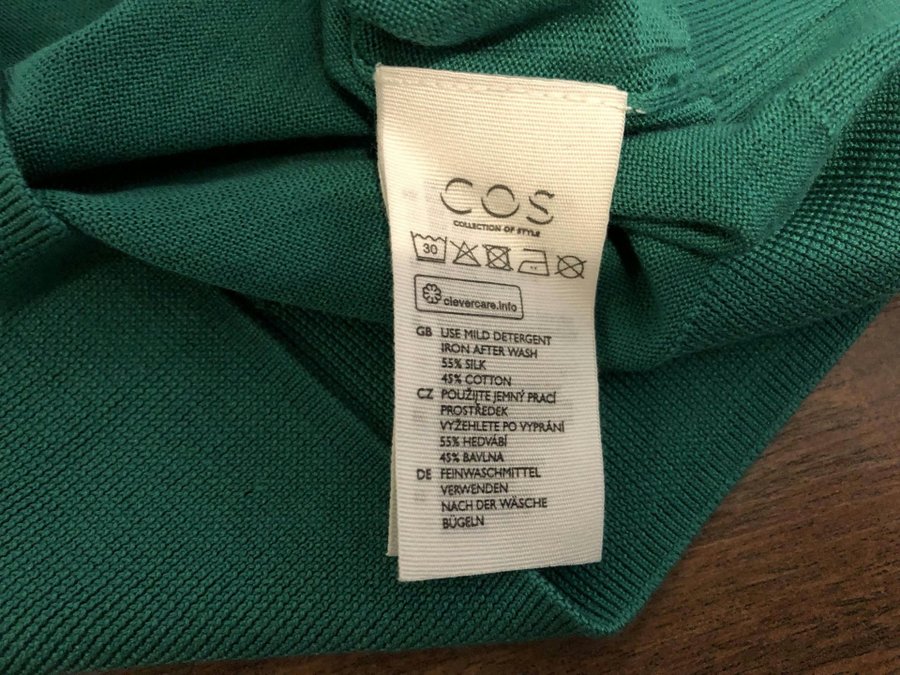 COS
COLLECTION OF STYLE
30
clevercare.info
GB USE MILD DETERGENT
IRON AFTER WASH
55% SILK
45% COTTON
CZ POUŽIJTE JEMNÝ PRACÍ
PROSTŘEDEK
VYŽEHLETE PO VYPRÁNÍ
55% HEDVÁBÍ
45% BAVLNA
DE FEINWASCHMITTEL
VERWENDEN
NACH DER WÄSCHE
BÜGELN